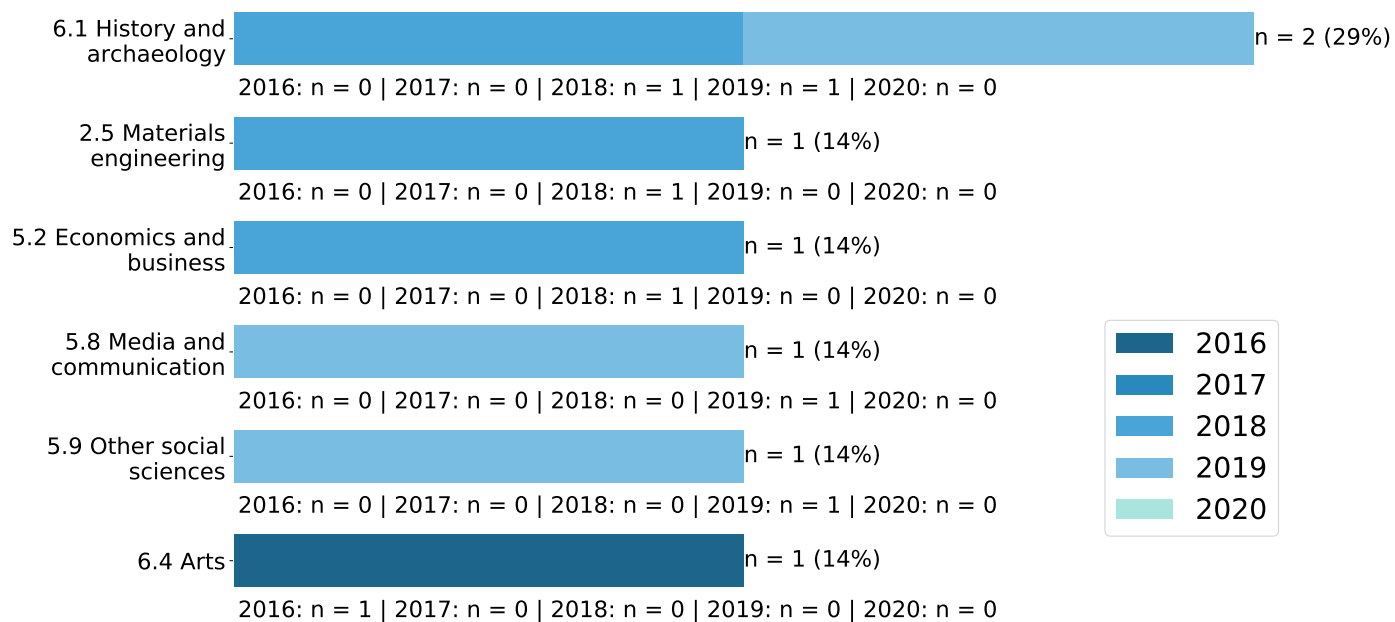 6.1 History and
archaeology
n = 2 (29%)
2016: n = 0 | 2017: n = 0 | 2018: n = 1 | 2019: n = 1 | 2020: n = 0
2.5 Materials
engineering
n = 1 (14%)
2016: n = 0 | 2017: n = 0 | 2018: n = 1 | 2019: n = 0 | 2020: n = 0
5.2 Economics and
business
n = 1 (14%)
2016: n = 0 | 2017: n = 0 | 2018: n = 1 | 2019: n = 0 | 2020: n = 0
5.8 Media and
communication
n = 1 (14%)
2016: n = 0 | 2017: n = 0 | 2018: n = 0 | 2019: n = 1 | 2020: n = 0
5.9 Other social
sciences
n = 1 (14%)
2016: n = 0 | 2017: n = 0 | 2018: n = 0 | 2019: n = 1 | 2020: n = 0
6.4 Arts
n = 1 (14%)
2016: n = 1 | 2017: n = 0 | 2018: n = 0 | 2019: n = 0 | 2020: n = 0
2016
2017
2018
2019
2020